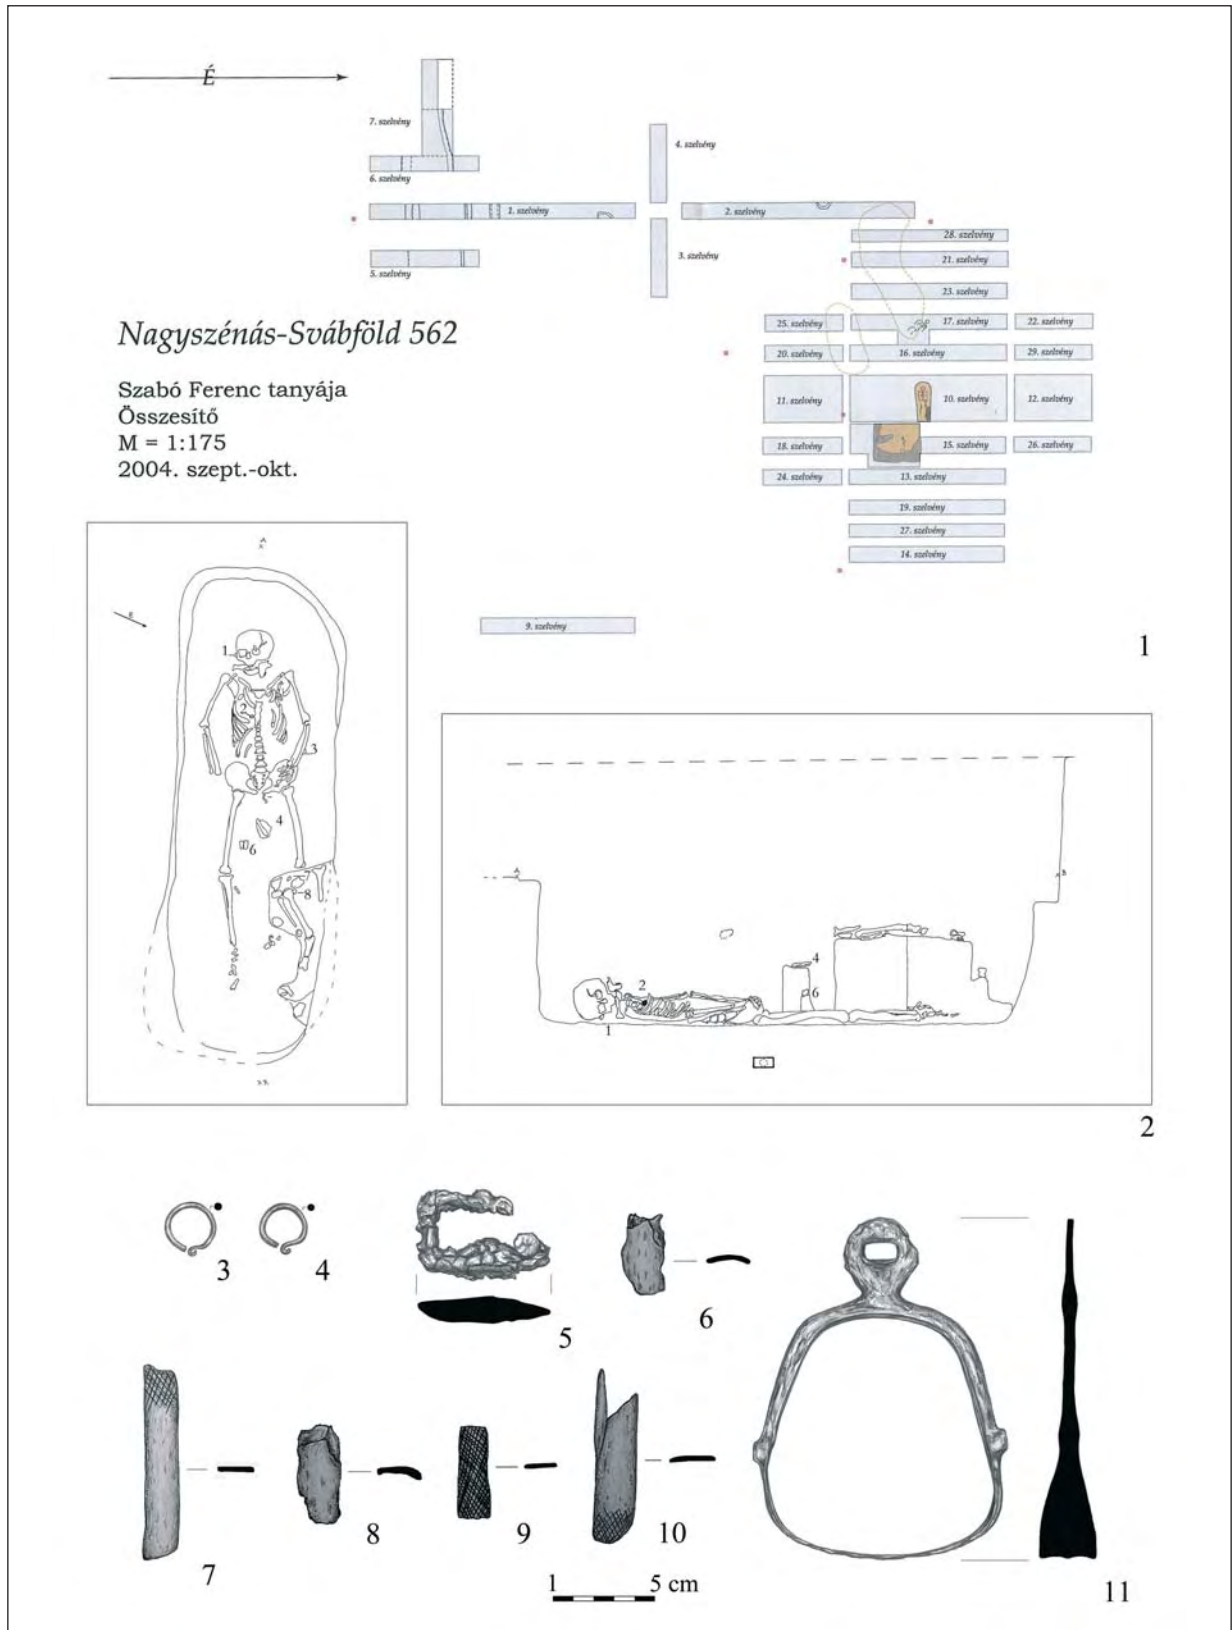 É
7. szelvény
4. szelvény
6. szelvény
1. szelvény
2. szelvény
28. szelvény
5. szelvény
3. szelvény
21. szelvény
23. szelvény
25. szelvény
17. szelvény
22. szelvény
20. szelvény
16. szelvény
29. szelvény
11. szelvény
10. szelvény
12. szelvény
18. szelvény
15. szelvény
26. szelvény
24. szelvény
13. szelvény
19. szelvény
27. szelvény
14. szelvény
9. szelvény
Nagyszénás-Svábföld 562
Szabó Ferenc tanyája
Összesítő
M = 1:175
2004. szept.-okt.
1
A
1
2
3
4
6
8
A
4
2
6
1
2
3
4
5
6
7
8
9
10
11
1 5 cm